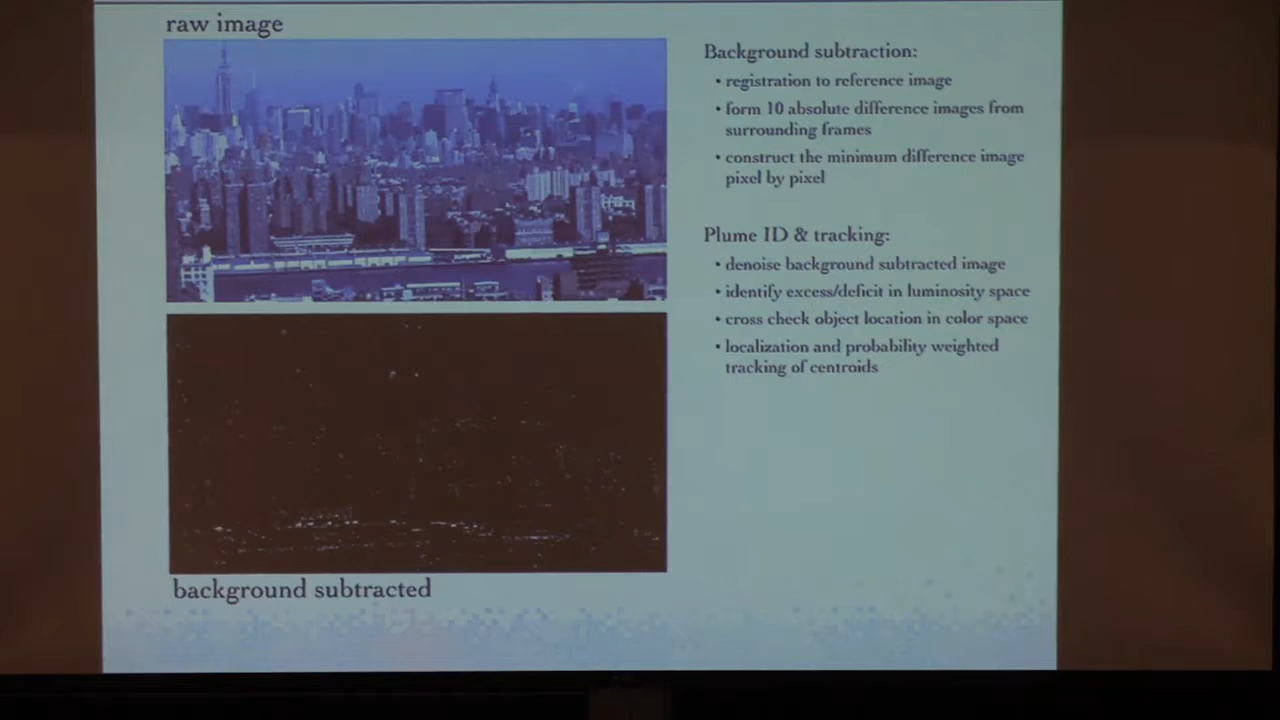 raw image
Background subtraction:
• registration to reference image
• form 10 absolute difference images from
surrounding frames
• construct the minimum difference image
pixel by pixel
Plume ID & tracking:
• denoise background subtracted image
• identify excess/deficit in luminosity space
• cross check object location in color space
• localization and probability weighted
tracking of centroids
background subtracted